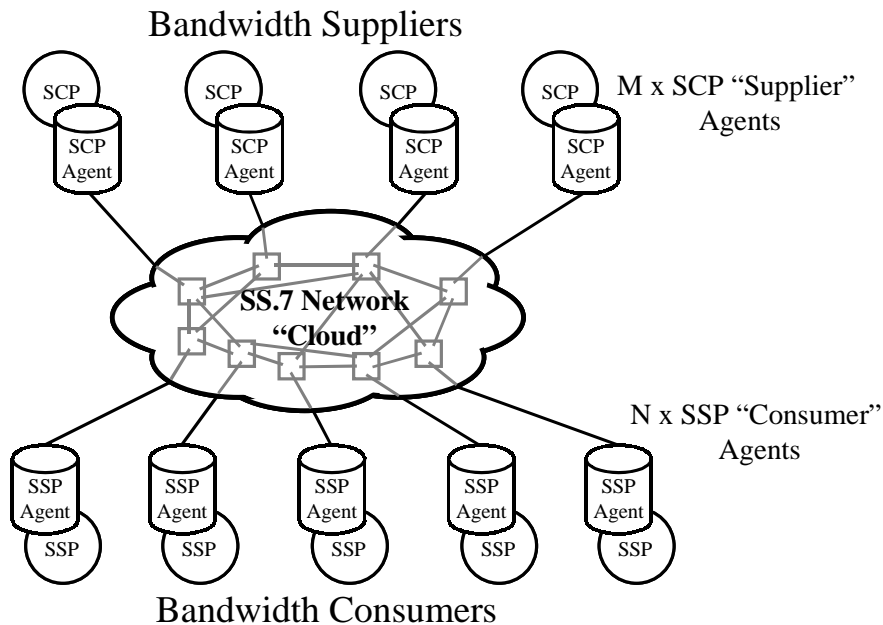 Bandwidth Suppliers
SCP
SCP
SCP
SCP
M x SCP “Supplier”
Agents
SCP
Agent
SCP
Agent
SCP
Agent
SCP
Agent
SS.7 Network
“Cloud”
N x SSP “Consumer”
Agents
SSP
Agent
SSP
Agent
SSP
Agent
SSP
Agent
SSP
Agent
SSP
SSP
SSP
SSP
SSP
Bandwidth Consumers